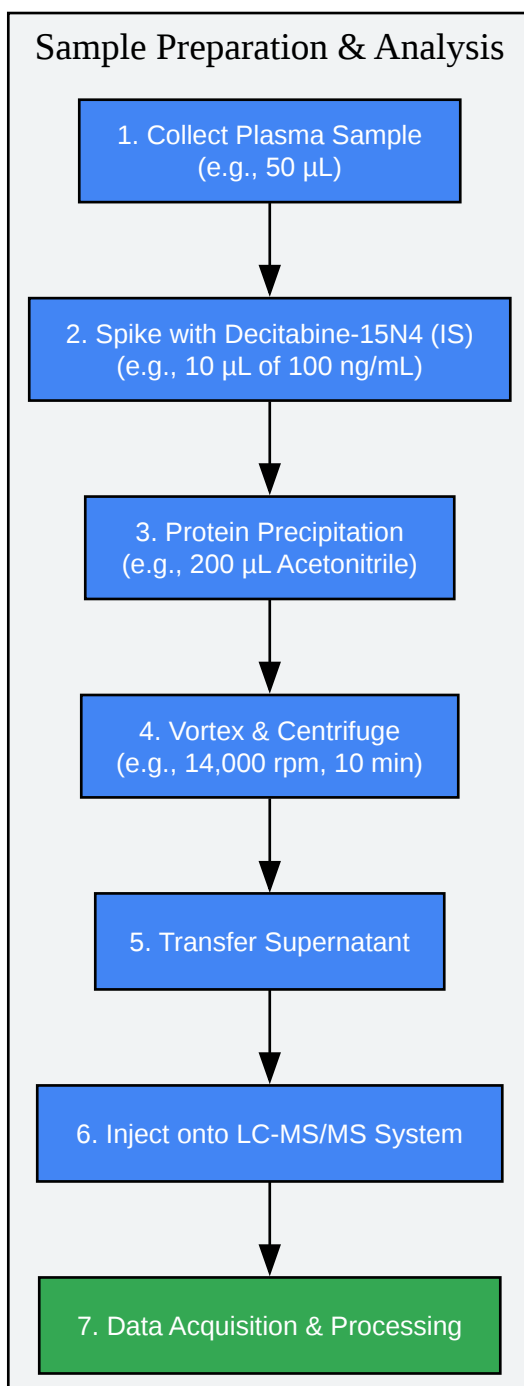 Sample Preparation & Analysis
1. Collect Plasma Sample
(e.g., 50 µL)
2. Spike with Decitabine-15N4 (IS)
(e.g., 10 µL of 100 ng/mL)
3. Protein Precipitation
(e.g., 200 µL Acetonitrile)
4. Vortex & Centrifuge
(e.g., 14,000 rpm, 10 min)
5. Transfer Supernatant
6. Inject onto LC-MS/MS System
7. Data Acquisition & Processing